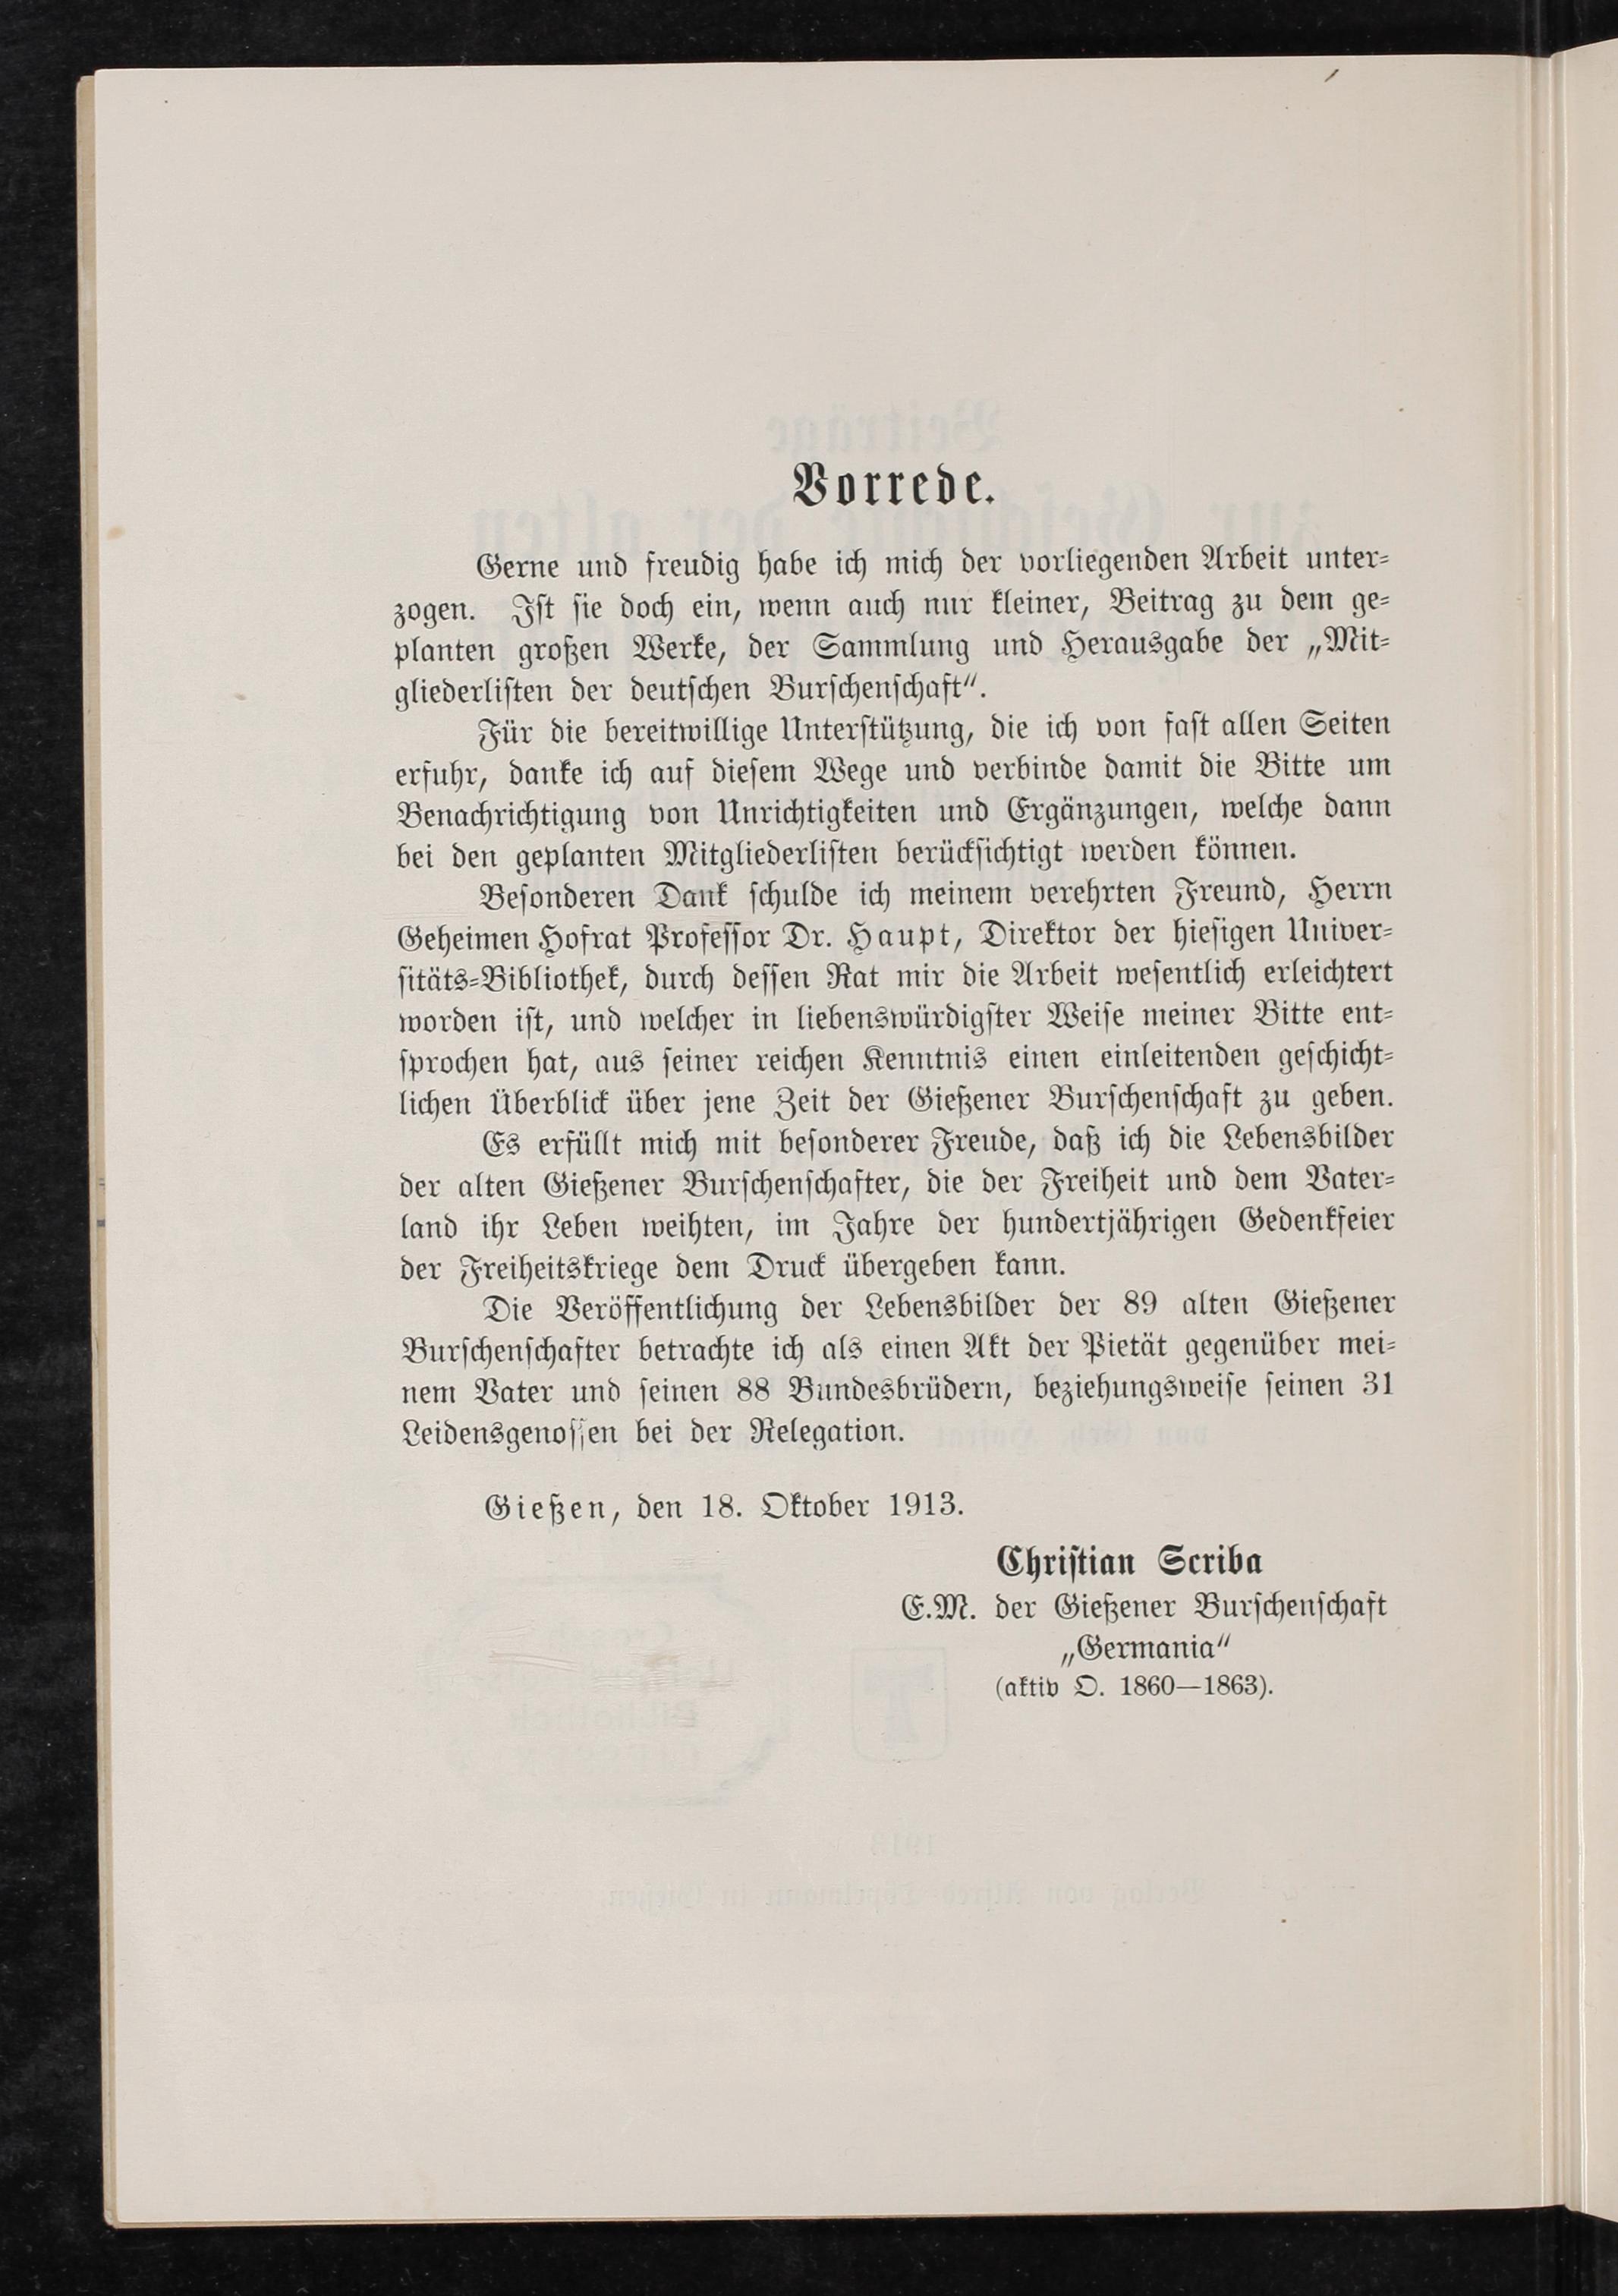 Vorrede.
Gerne und freudig habe ich mich der vorliegenden Arbeit unter-
zogen. Ist sie doch ein, wenn auch nur kleiner, Beitrag zu dem ge-
planten großen Werke, der Sammlung und Herausgabe der „Mit-
gliederlisten der deutschen Burschenschaft“.
Für die bereitwillige Unterstützung, die ich von fast allen Seiten
erfuhr, danke ich auf diesem Wege und verbinde damit die Bitte um
Benachrichtigung von Unrichtigkeiten und Ergänzungen, welche dann
bei den geplanten Mitgliederlisten berücksichtigt werden können.
Besonderen Dank schulde ich meinem verehrten Freund, Herrn
Geheimen Hofrat Professor Dr. Haupt, Direktor der hiesigen Univer-
sitäts-Bibliothek, durch dessen Rat mir die Arbeit wesentlich erleichtert
worden ist, und welcher in liebenswürdigster Weise meiner Bitte ent-
sprochen hat, aus seiner reichen Kenntnis einen einleitenden geschicht-
lichen Überblick über jene Zeit der Gießener Burschenschaft zu geben.
Es erfüllt mich mit besonderer Freude, daß ich die Lebensbilder
der alten Gießener Burschenschafter, die der Freiheit und dem Vater-
land ihr Leben weihten, im Jahre der hundertjährigen Gedenkfeier
der Freiheitskriege dem Druck übergeben kann.
Die Veröffentlichung der Lebensbilder der 89 alten Gießener
Burschenschafter betrachte ich als einen Akt der Pietät gegenüber mei-
nem Vater und seinen 88 Bundesbrüdern, beziehungsweise seinen 31
Leidensgenossen bei der Relegation.
Gießen, den 18. Oktober 1913.
Christian Scriba
E.M. der Gießener Burschenschaft
„Germania“
(aktiv O. 1860—1863).